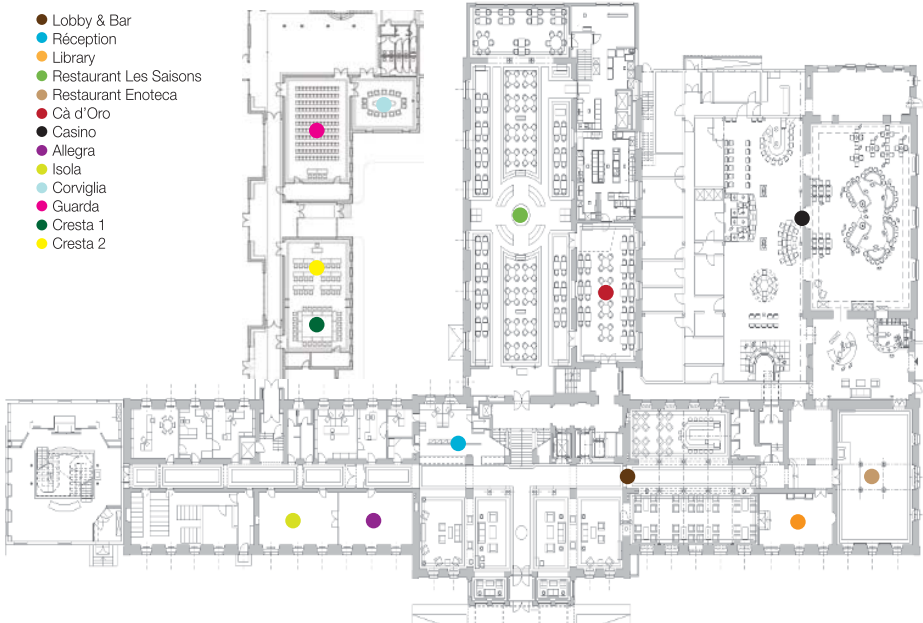 Lobby & Bar
Réception
Library
Restaurant Les Saisons
Restaurant Enoteca
Cà d'Oro
Casino
Allegra
Isola
Corviglia
Guarda
Cresta 1
Cresta 2